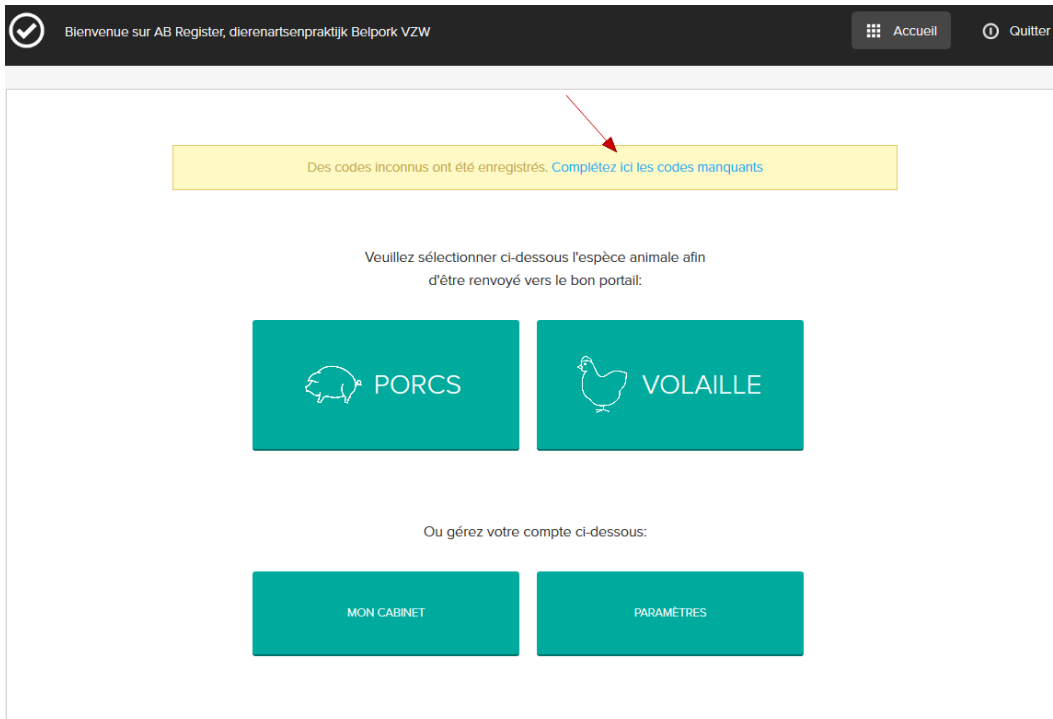 Bienvenue sur AB Register, dierenartsenpraktijk Belpork VZW
Accueil
Quitter
Des codes inconnus ont été enregistrés. Complétez ici les codes manquants
Veuillez sélectionner ci-dessous l'espèce animale afin
d'être renvoyé vers le bon portail:
PORCS
VOLAILLE
Ou gérez votre compte ci-dessous:
MON CABINET
PARAMÈTRES